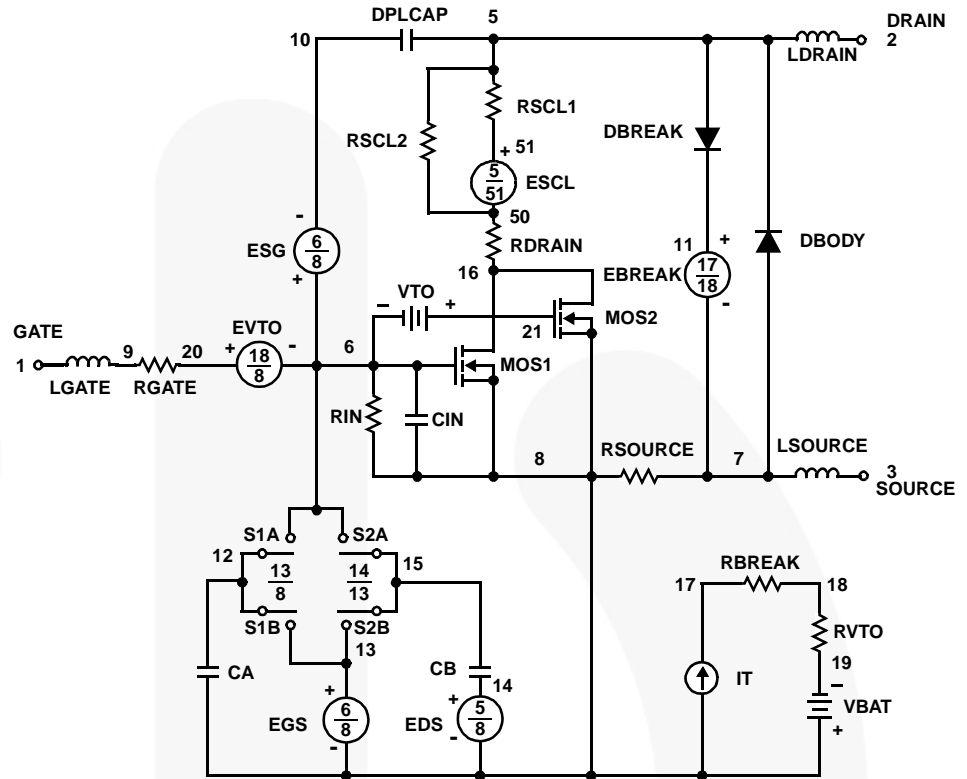 DPLCAP
5
DRAIN
2
10
LDRAIN
RSCL1
RSCL2
DBREAK
+ 51
5
51
ESCL
50
-
ESG
6
8
+
RDRAIN
11
+
EBREAK
17
18
-
DBODY
16
VTO
-
+
MOS2
21
GATE
1
9
20
EVTO
+
18
8
-
6
MOS1
LGATE
RGATE
RIN
CIN
8
RSOURCE
7
LSOURCE
3
SOURCE
S1A
S2A
12
13
8
14
13
15
S1B
S2B
13
RBREAK
17
18
RVTO
19
CA
CB
14
IT
-
VBAT
+
+
EGS
6
8
-
+
EDS
5
8
-